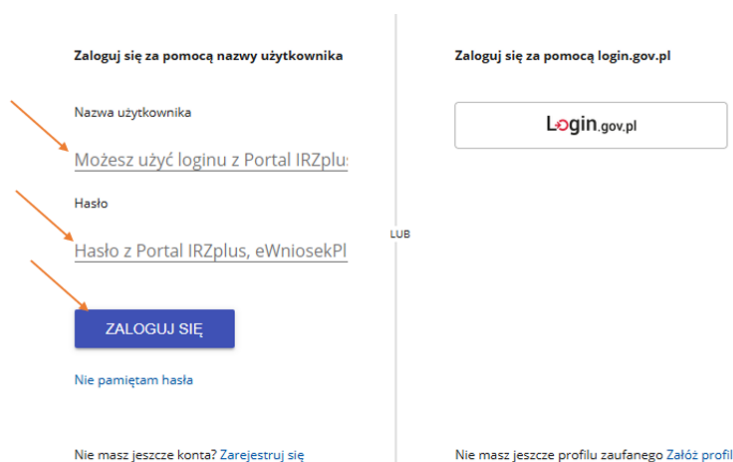 Zaloguj się za pomocą nazwy użytkownika
Nazwa użytkownika
Możesz użyć loginu z Portal IRZplu
Hasło
Hasło z Portal IRZplus, eWniosekPl
ZALOGUJ SIĘ
Nie pamiętam hasła
Nie masz jeszcze konta? Zarejestruj się
LUB
Zaloguj się za pomocą login.gov.pl
Login.gov.pl
Nie masz jeszcze profilu zaufanego Załóż profil